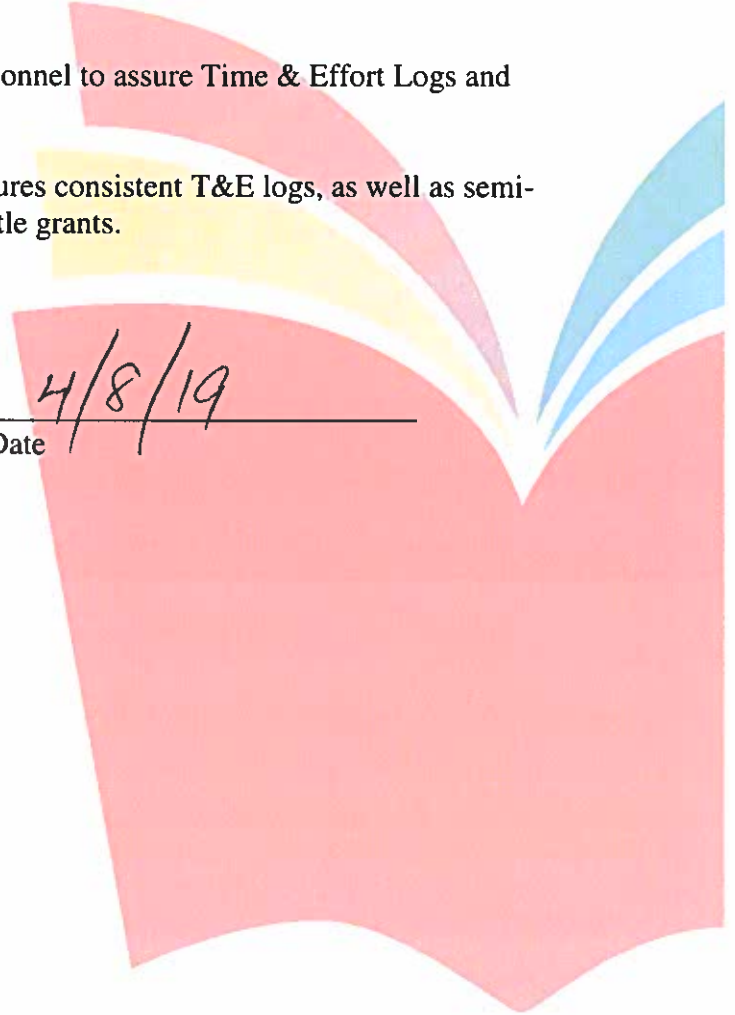 onnel to assure Time & Effort Logs and
ures consistent T&E logs, as well as semi-
tle grants.
4/8/19
Date